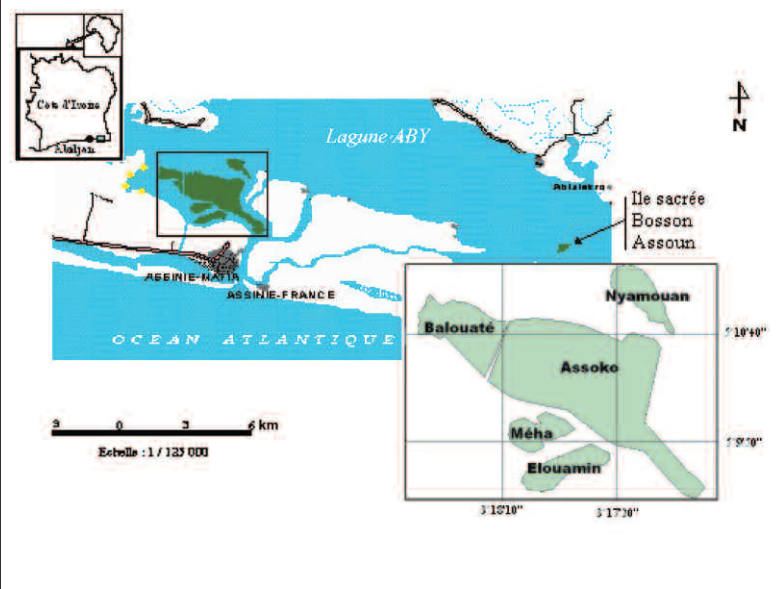 Côte d'Ivoire
Abidjan
Lagune ABY
N
Ile sacrée
Bosson
Assoun
ASSINIE-MAFIA
ASSINIE-FRANCE
OCEAN ATLANTIQUE
Nyamouan
Balouaté
Assoko
Méha
Elouamin
3 0 3 6 km
Echelle : 1 / 125 000